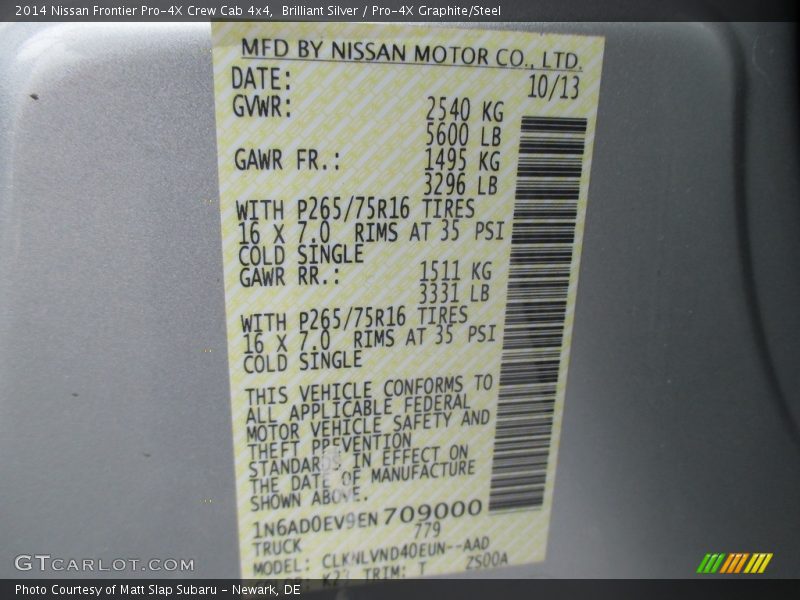 2014 Nissan Frontier Pro-4X Crew Cab 4x4, Brilliant Silver / Pro-4X Graphite/Steel
MFD BY NISSAN MOTOR CO., LTD.
DATE: 10/13
GVWR: 2540 KG
5600 LB
GAWR FR.: 1495 KG
3296 LB
WITH P265/75R16 TIRES
16 X 7.0 RIMS AT 35 PSI
COLD SINGLE
GAWR RR.: 1511 KG
3331 LB
WITH P265/75R16 TIRES
16 X 7.0 RIMS AT 35 PSI
COLD SINGLE
THIS VEHICLE CONFORMS TO
ALL APPLICABLE FEDERAL
MOTOR VEHICLE SAFETY AND
THEFT PREVENTION
STANDARDS IN EFFECT ON
THE DATE OF MANUFACTURE
SHOWN ABOVE.
1N6AD0EV9EN709000
TRUCK 779
MODEL: CLKNLVND40EUN--AAD
TRIM: T ZS00A
GTCARLOT.COM
Photo Courtesy of Matt Slap Subaru - Newark, DE